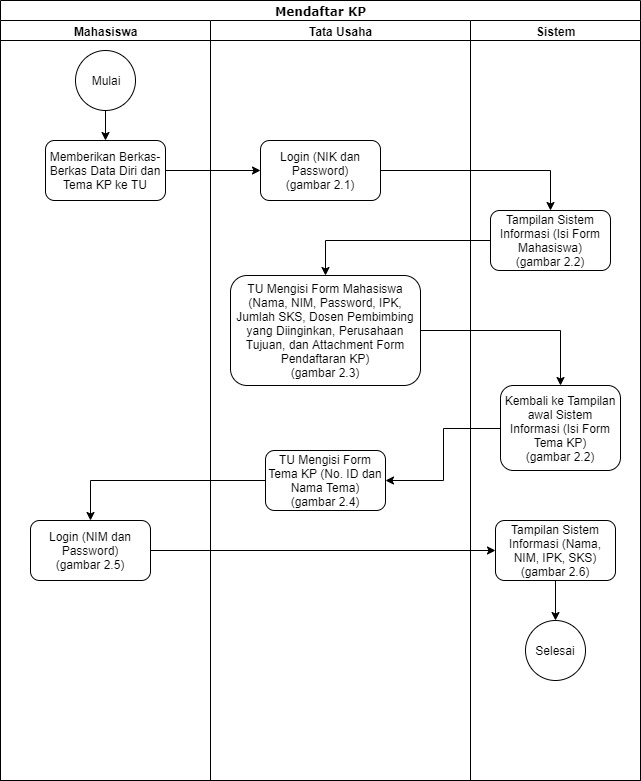 Mendaftar KP
Mahasiswa
Tata Usaha
Sistem
Mulai
Memberikan Berkas-
Berkas Data Diri dan
Tema KP ke TU
Login (NIK dan
Password)
(gambar 2.1)
Tampilan Sistem
Informasi (Isi Form
Mahasiswa)
(gambar 2.2)
TU Mengisi Form Mahasiswa
(Nama, NIM, Password, IPK,
Jumlah SKS, Dosen Pembimbing
yang Diinginkan, Perusahaan
Tujuan, dan Attachment Form
Pendaftaran KP)
(gambar 2.3)
Kembali ke Tampilan
awal Sistem
Informasi (Isi Form
Tema KP)
(gambar 2.2)
TU Mengisi Form
Tema KP (No. ID dan
Nama Tema)
(gambar 2.4)
Login (NIM dan
Password)
(gambar 2.5)
Tampilan Sistem
Informasi (Nama,
NIM, IPK, SKS)
(gambar 2.6)
Selesai